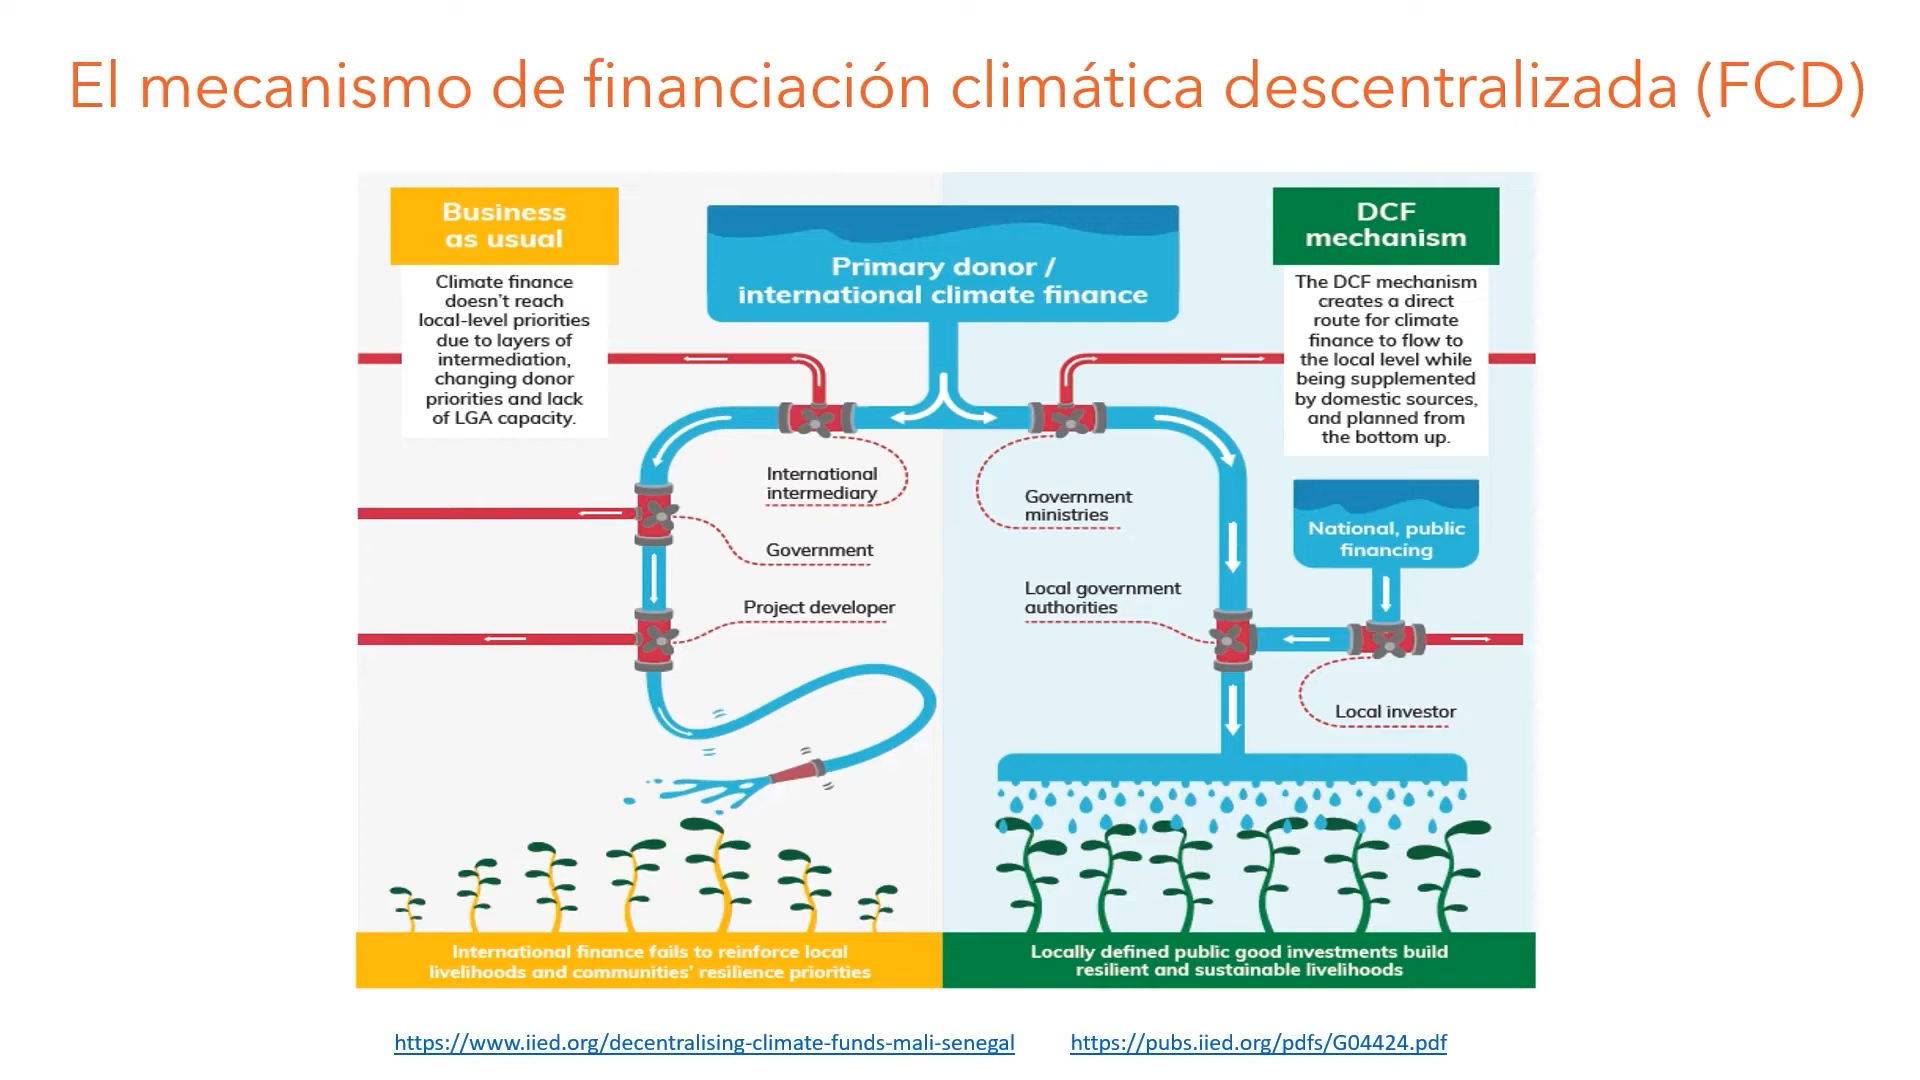 El mecanismo de financiación climática descentralizada (FCD)
Business
as usual
Climate finance
doesn't reach
local-level priorities
due to layers of
intermediation,
changing donor
priorities and lack
of LGA capacity.
Primary donor /
international climate finance
DCF
mechanism
The DCF mechanism
creates a direct
route for climate
finance to flow to
the local level while
being supplemented
by domestic sources,
and planned from
the bottom up.
International
intermediary
Government
Project developer
Government
ministries
Local government
authorities
National, public
financing
Local investor
International finance fails to reinforce local
livelihoods and communities' resilience priorities
Locally defined public good investments build
resilient and sustainable livelihoods
https://www.iied.org/decentralising-climate-funds-mali-senegal
https://pubs.iied.org/pdfs/G04424.pdf